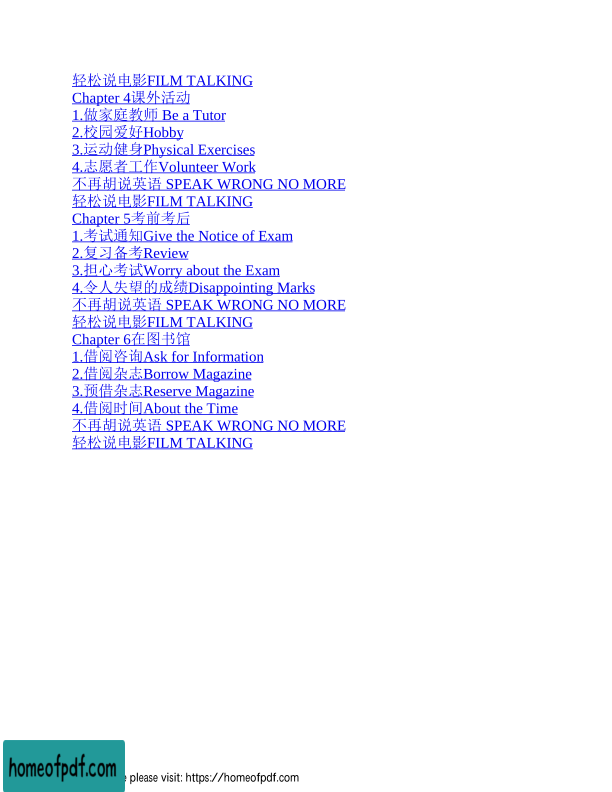 轻松说电影FILM TALKING
Chapter 4课外活动
1.做家庭教师 Be a Tutor
2.校园爱好Hobby
3.运动健身Physical Exercises
4.志愿者工作Volunteer Work
不再胡说英语 SPEAK WRONG NO MORE
轻松说电影FILM TALKING
Chapter 5考前考后
1.考试通知Give the Notice of Exam
2.复习备考Review
3.担心考试Worry about the Exam
4.令人失望的成绩Disappointing Marks
不再胡说英语 SPEAK WRONG NO MORE
轻松说电影FILM TALKING
Chapter 6在图书馆
1.借阅咨询Ask for Information
2.借阅杂志Borrow Magazine
3.预借杂志Reserve Magazine
4.借阅时间About the Time
不再胡说英语 SPEAK WRONG NO MORE
轻松说电影FILM TALKING
homeofpdf.com
please visit: https://homeofpdf.com